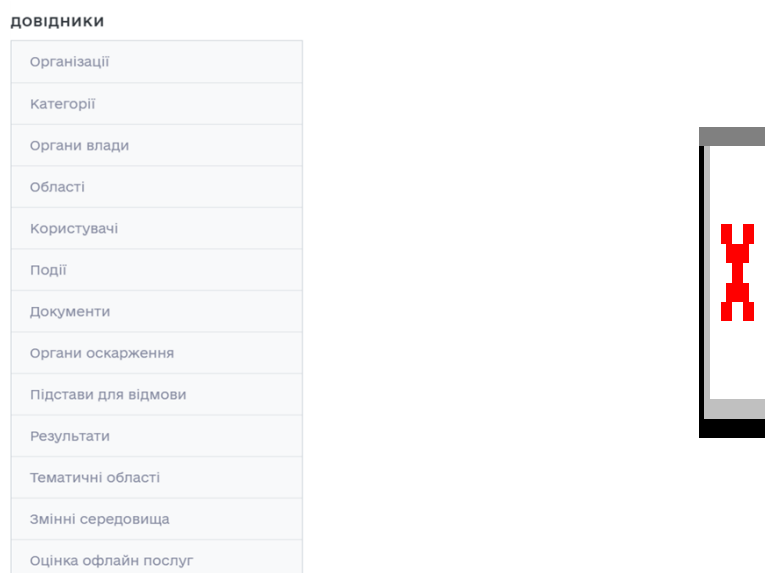 ДОВІДНИКИ
Організації
Категорії
Органи влади
Області
Користувачі
Події
Документи
Органи оскарження
Підстави для відмови
Результати
Тематичні області
Змінні середовища
Оцінка офлайн послуг